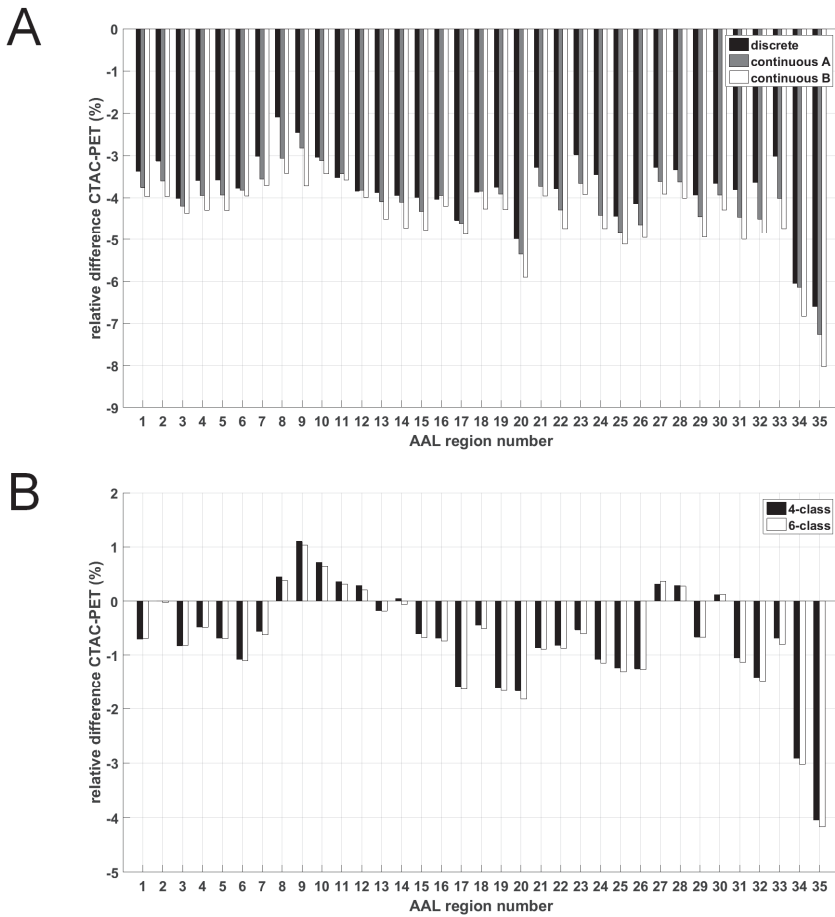 A
0
-1
-2
-3
-4
-5
-6
-7
-8
-9
relative difference CTAC-PET (%)
discrete
continuous A
continuous B
1 2 3 4 5 6 7 8 9 10 11 12 13 14 15 16 17 18 19 20 21 22 23 24 25 26 27 28 29 30 31 32 33 34 35
AAL region number
B
2
1
0
-1
-2
-3
-4
-5
relative difference CTAC-PET (%)
4-class
6-class
1 2 3 4 5 6 7 8 9 10 11 12 13 14 15 16 17 18 19 20 21 22 23 24 25 26 27 28 29 30 31 32 33 34 35
AAL region number